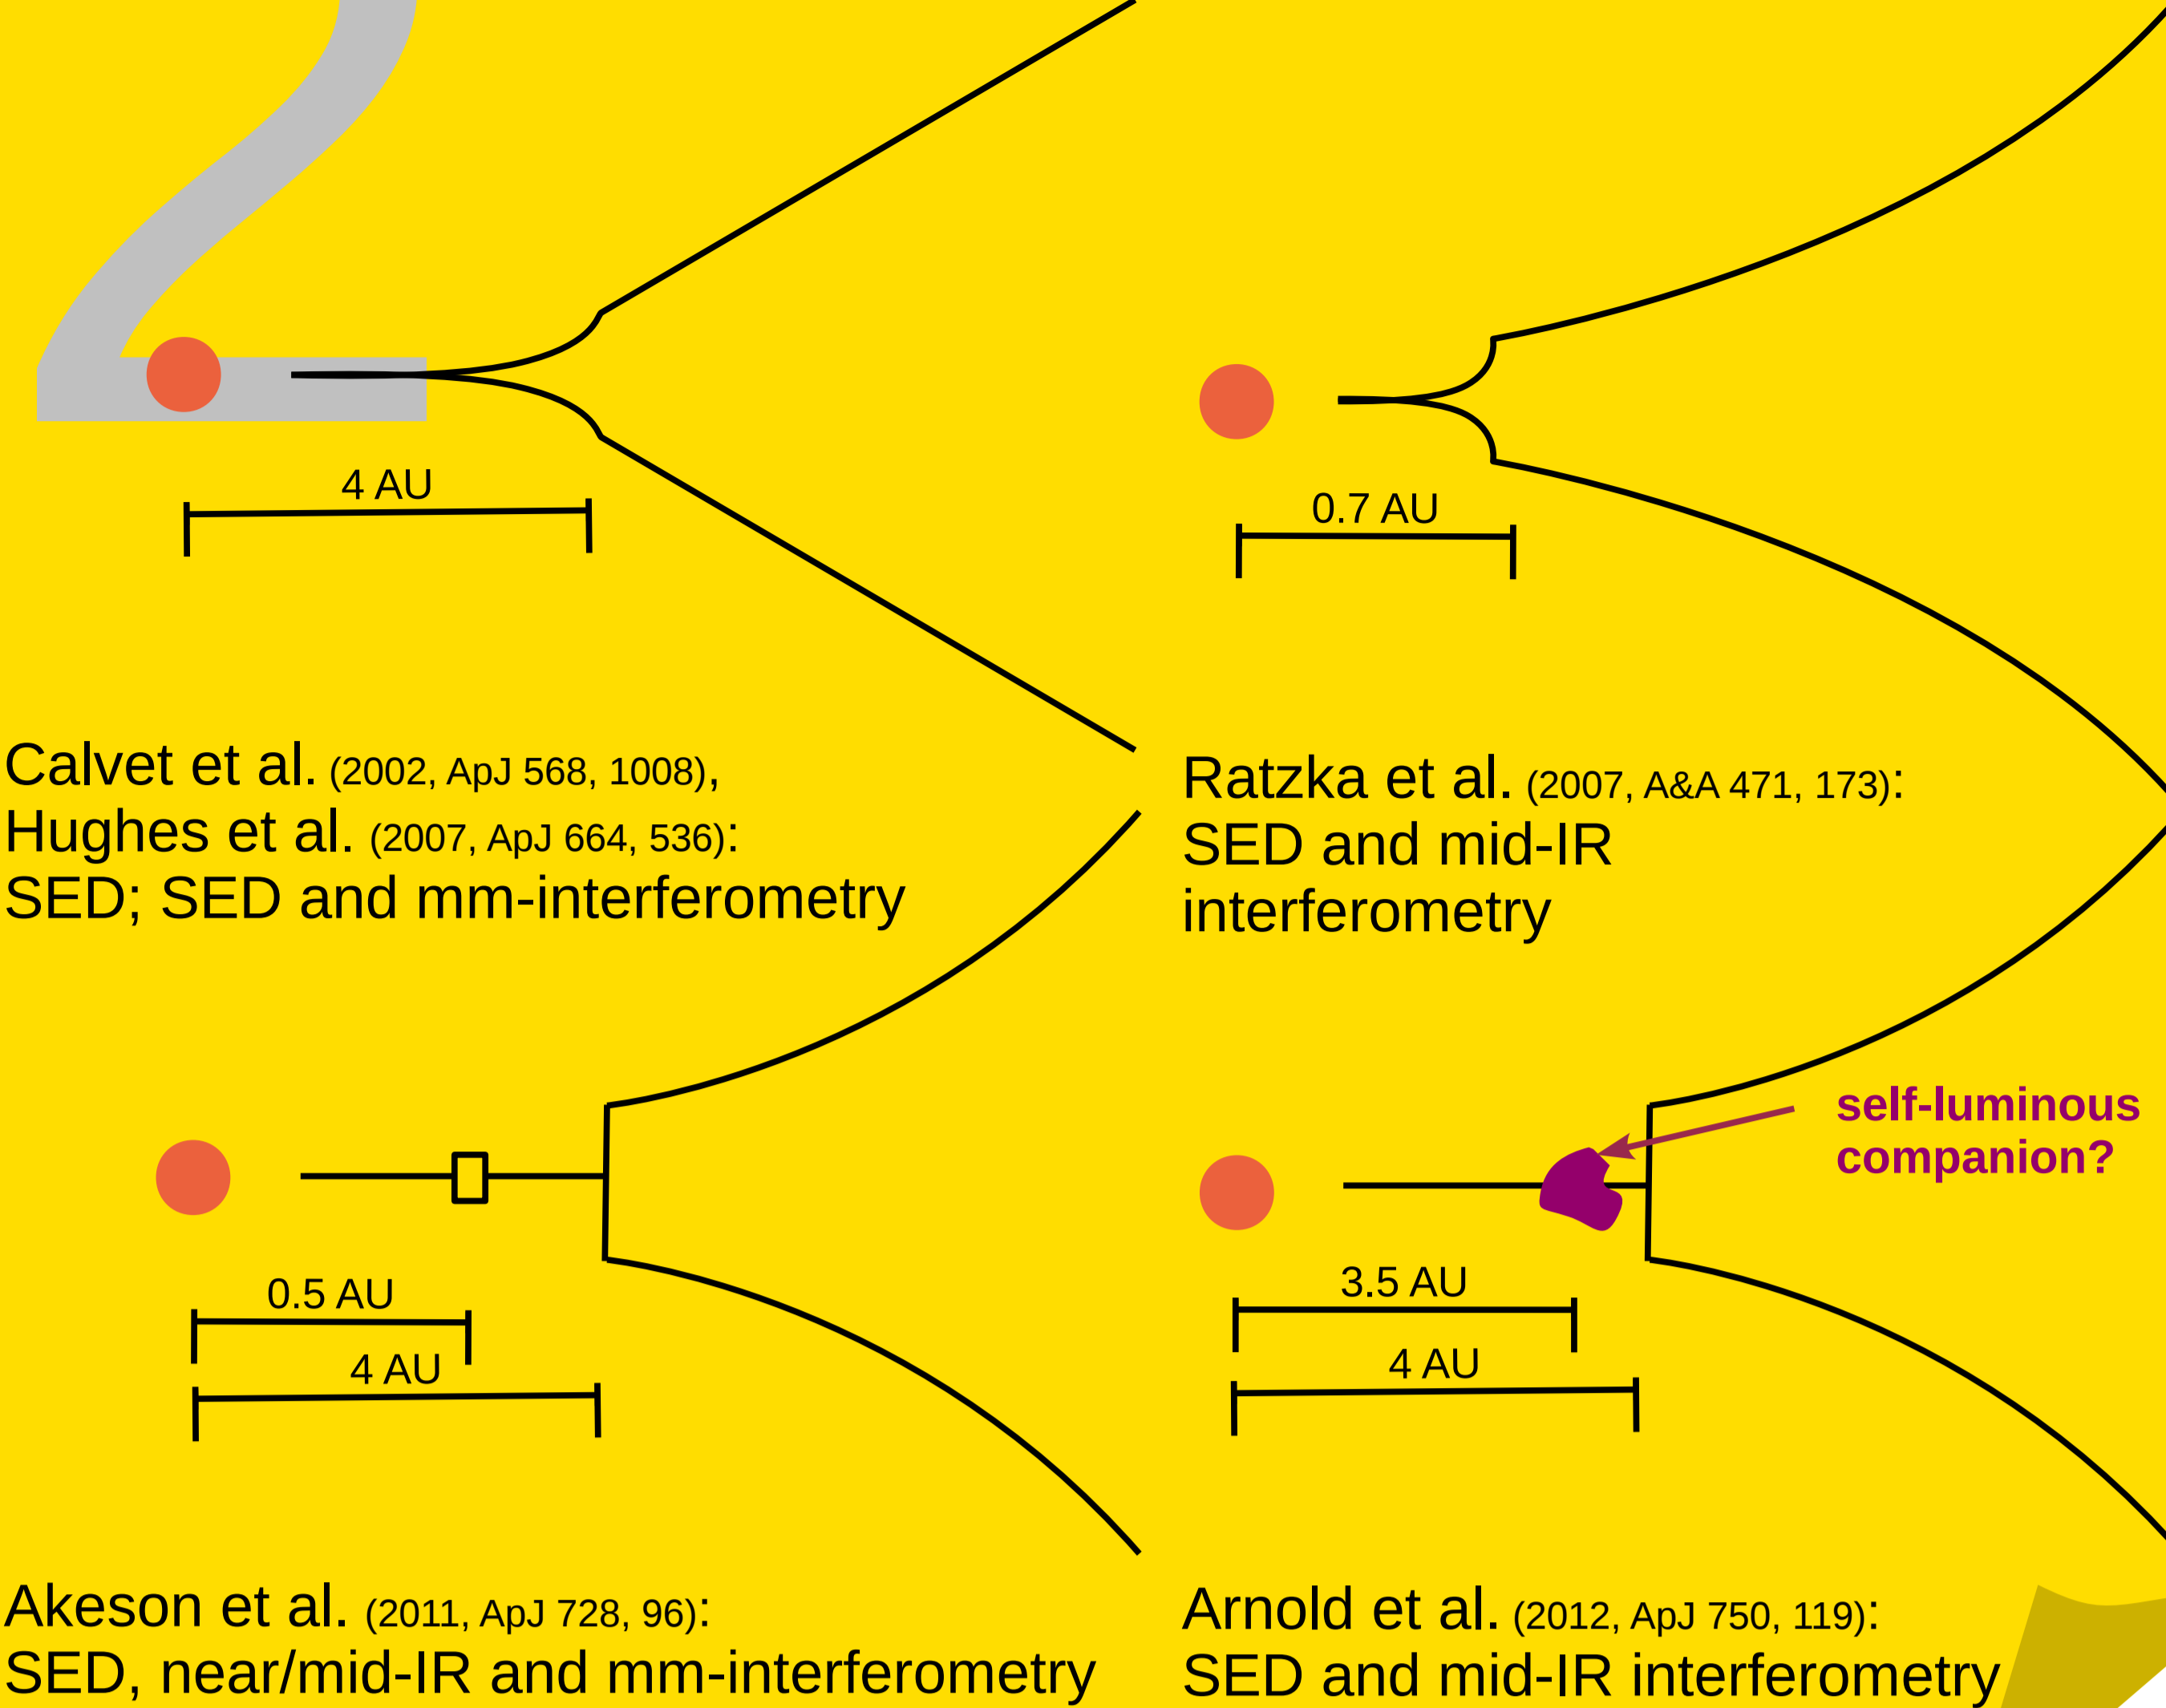 2
4 AU
Calvet et al. (2002, ApJ 568, 1008),
Hughes et al. (2007, ApJ 664, 536):
SED; SED and mm-interferometry
0.7 AU
Ratzka et al. (2007, A&A 471, 173):
SED and mid-IR
interferometry
0.5 AU
4 AU
Akeson et al. (2011, ApJ 728, 96):
SED, near/mid-IR and mm-interferometry
self-luminous
companion?
3.5 AU
4 AU
Arnold et al. (2012, ApJ 750, 119):
SED and mid-IR interferometry